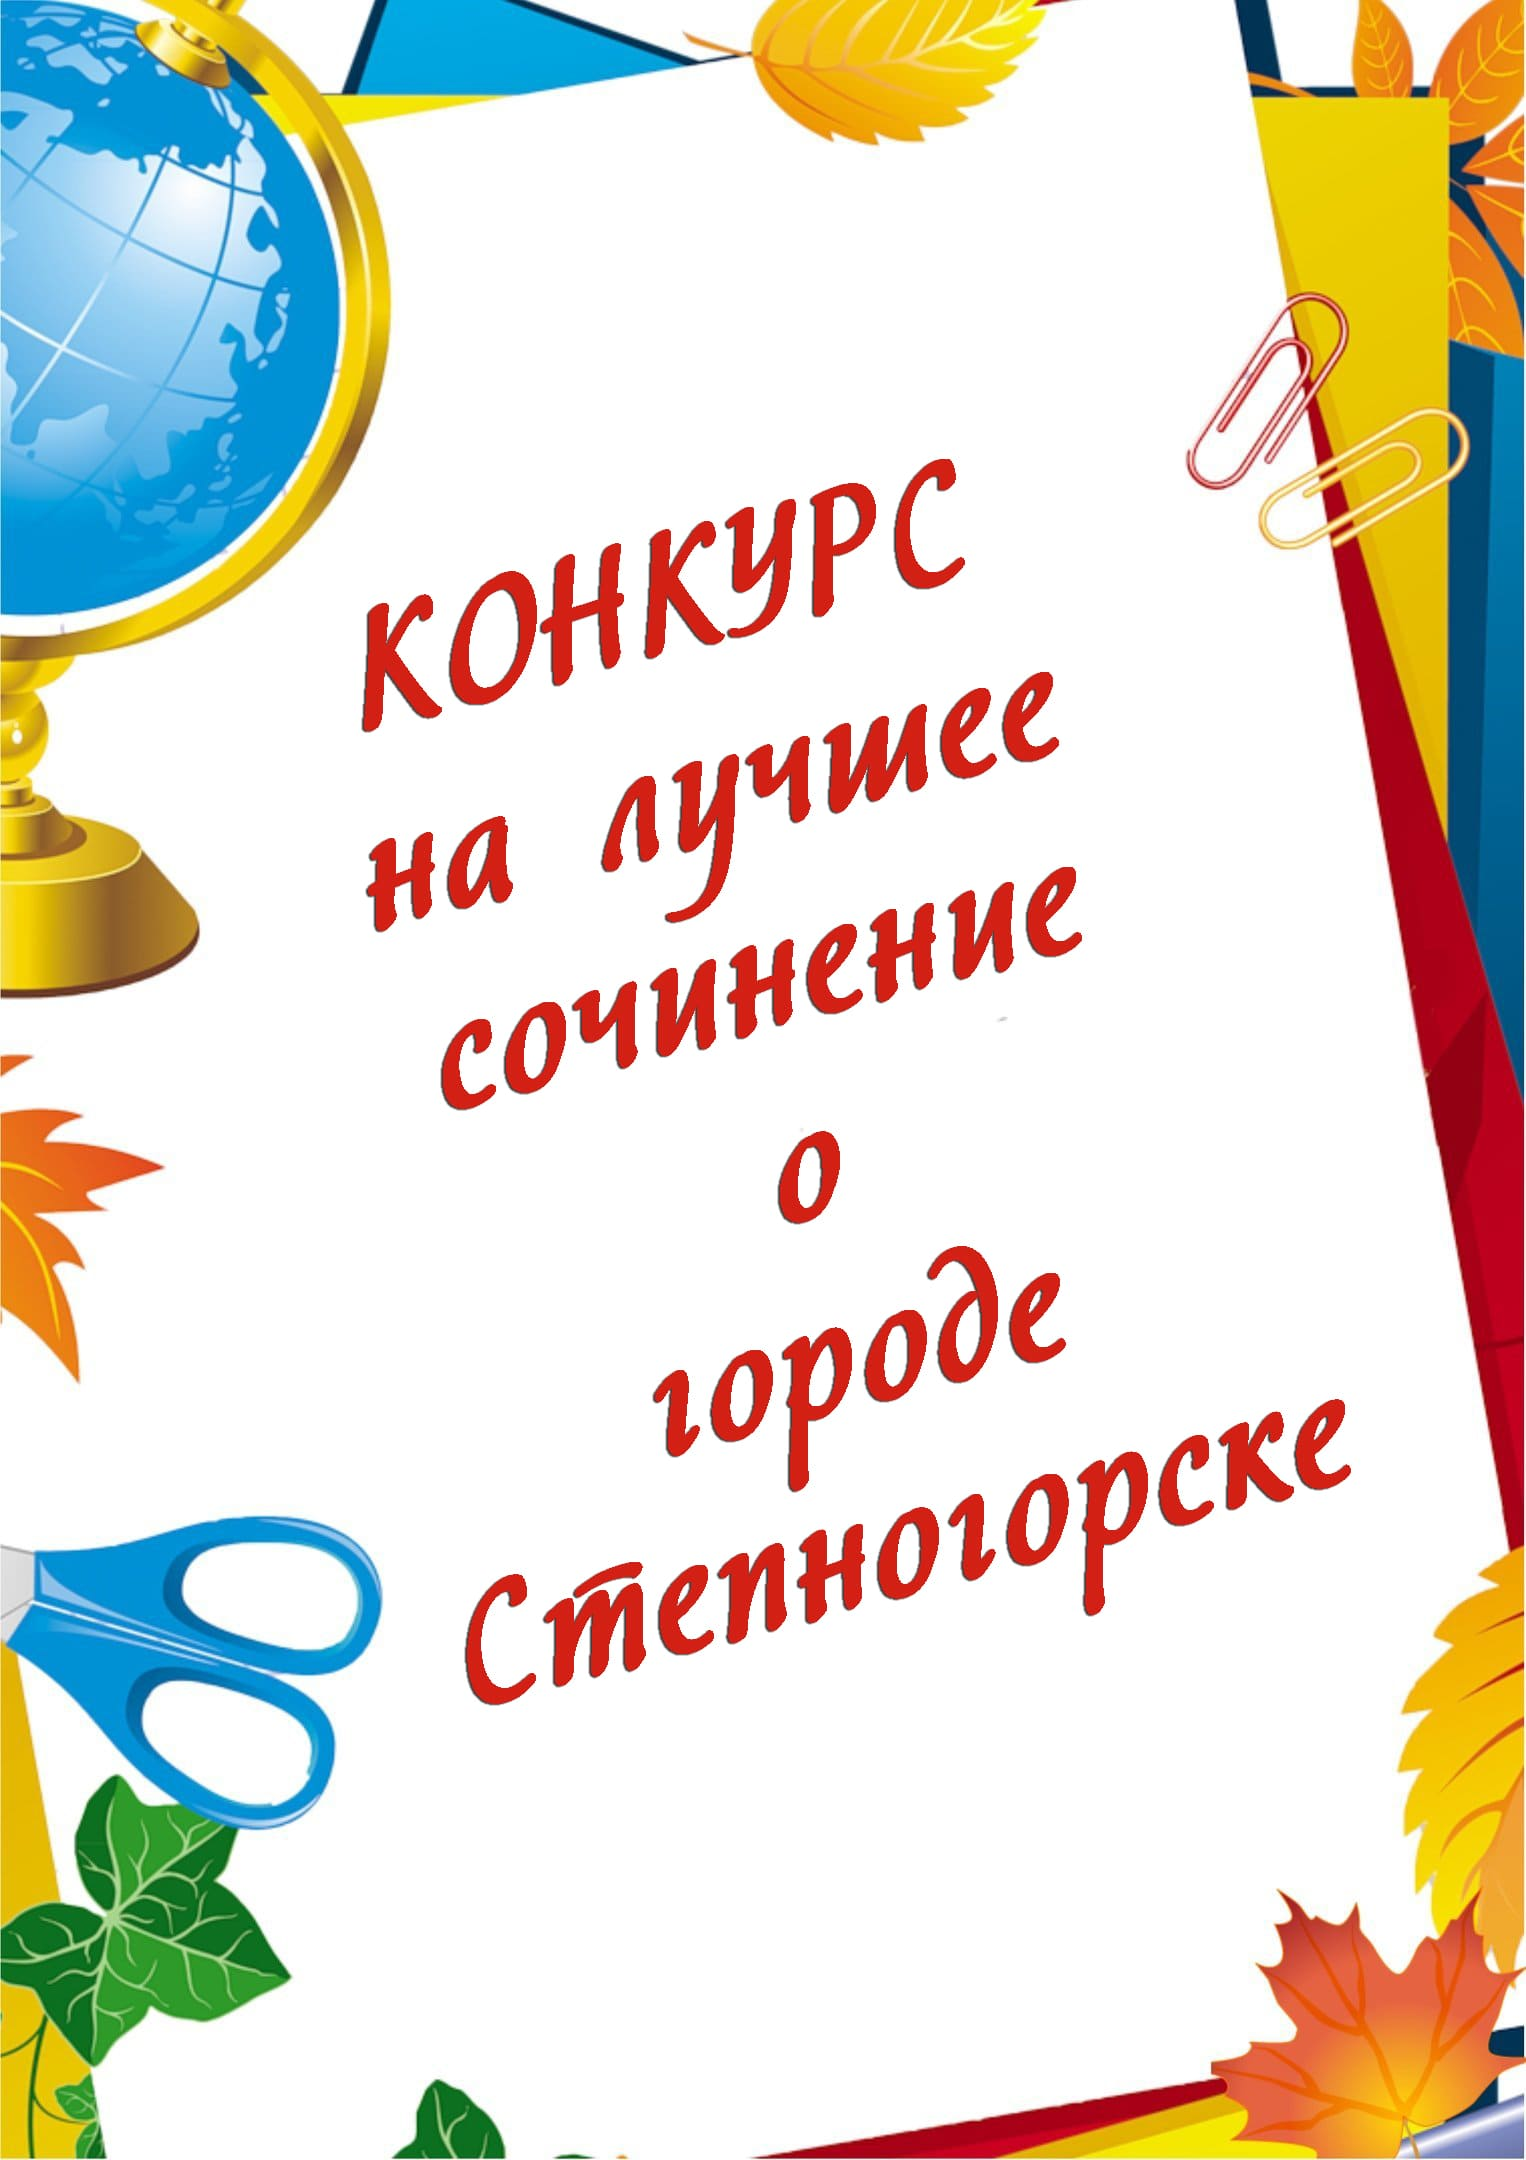 КОНКУРС
на лучшее
сочинение
о
городе
Степногорске